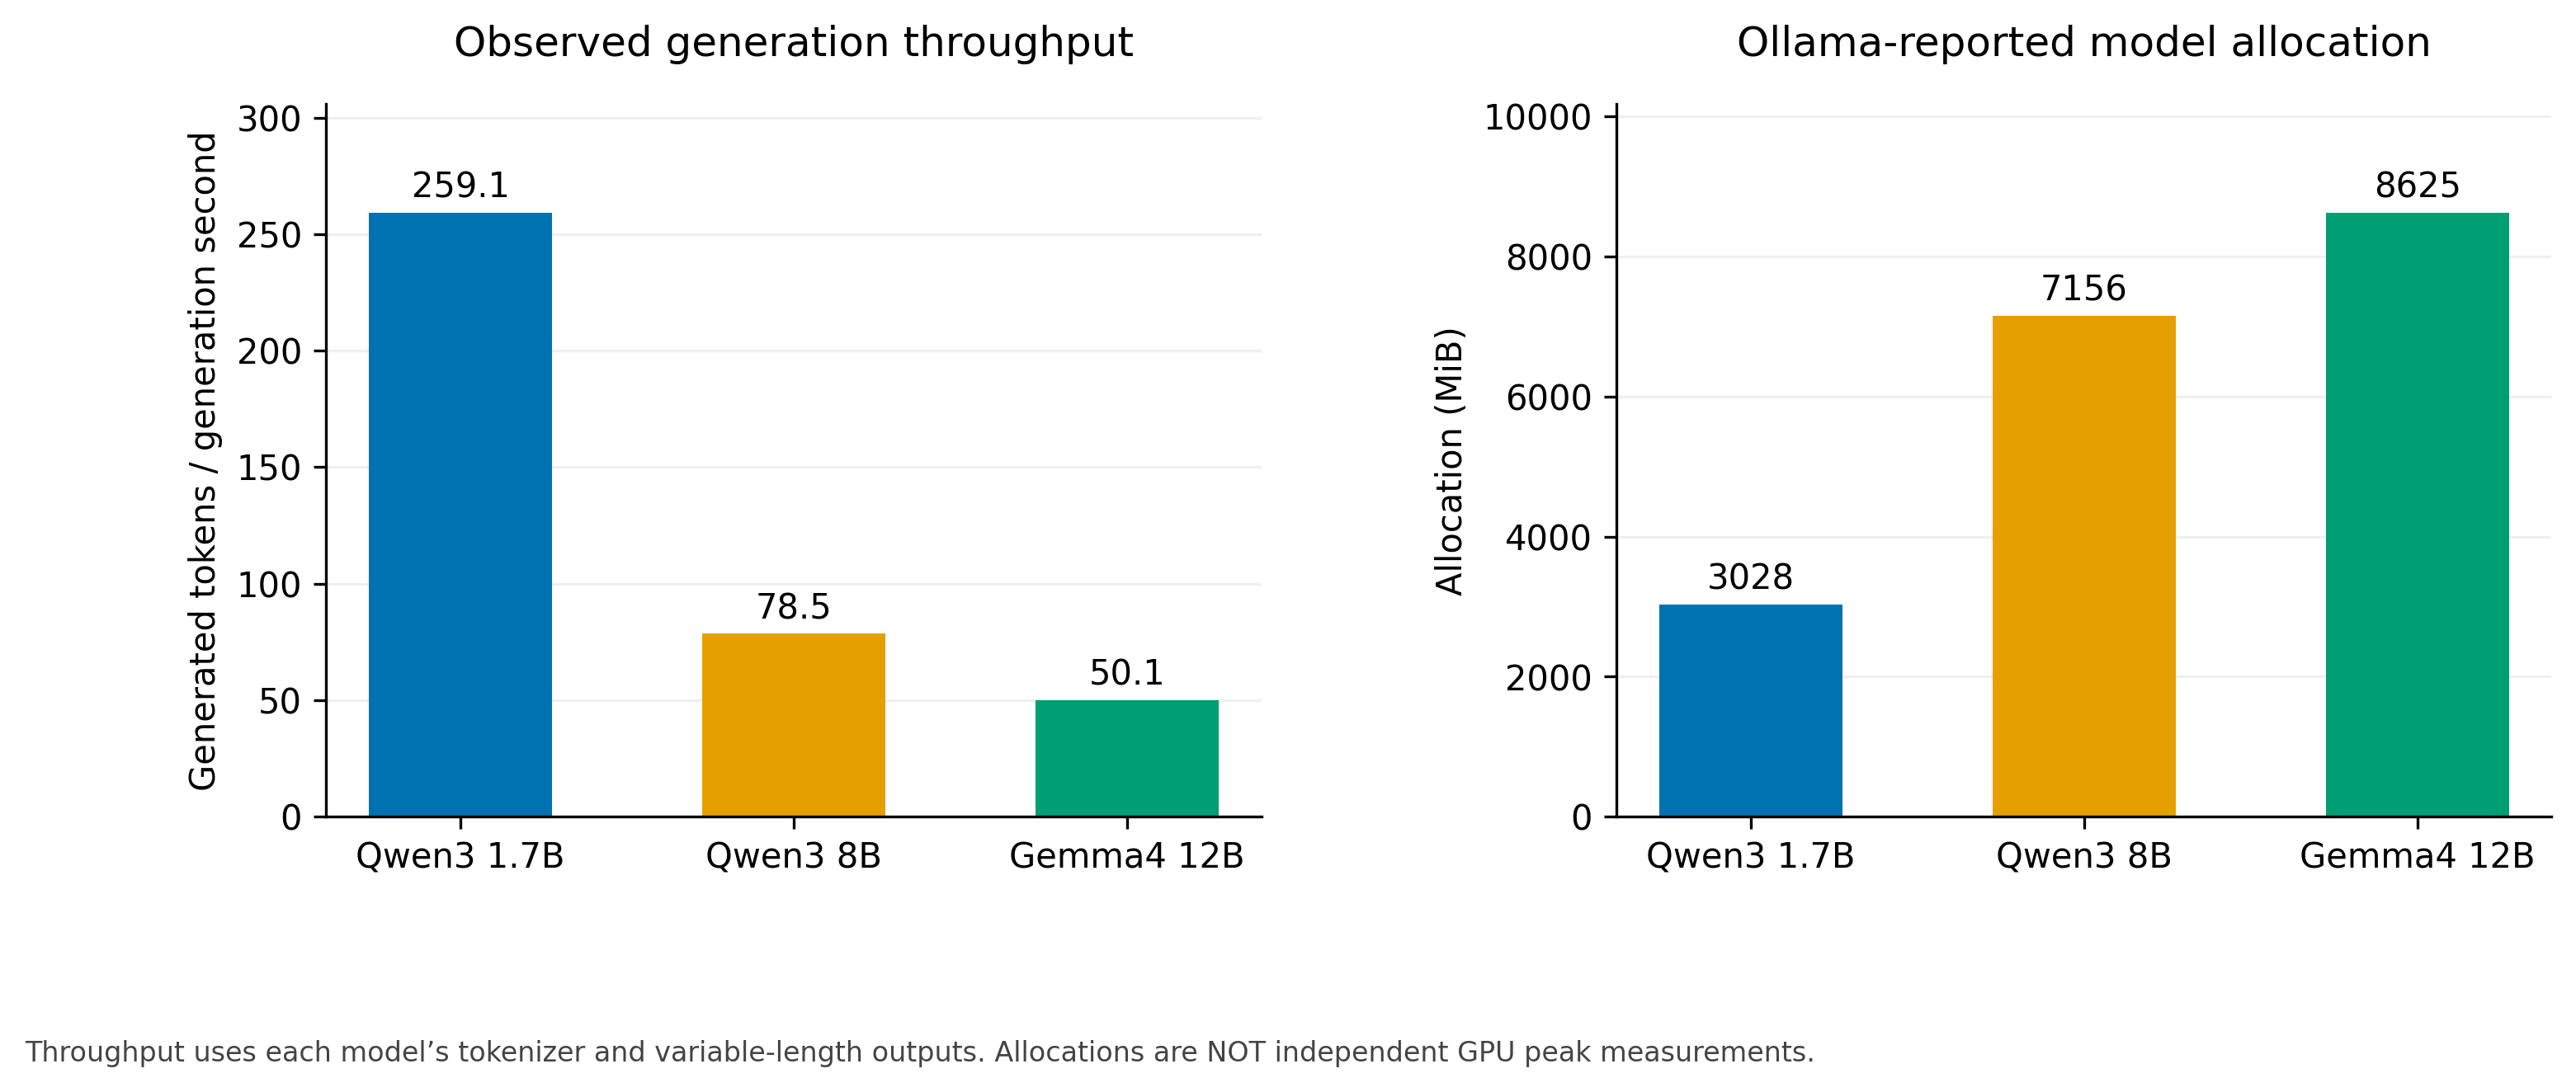 Observed generation throughput
Generated tokens / generation second
300
250
200
150
100
50
0
259.1
78.5
50.1
Qwen3 1.7B
Qwen3 8B
Gemma4 12B
Ollama-reported model allocation
Allocation (MiB)
10000
8000
6000
4000
2000
0
3028
7156
8625
Qwen3 1.7B
Qwen3 8B
Gemma4 12B
Throughput uses each model’s tokenizer and variable-length outputs. Allocations are NOT independent GPU peak measurements.